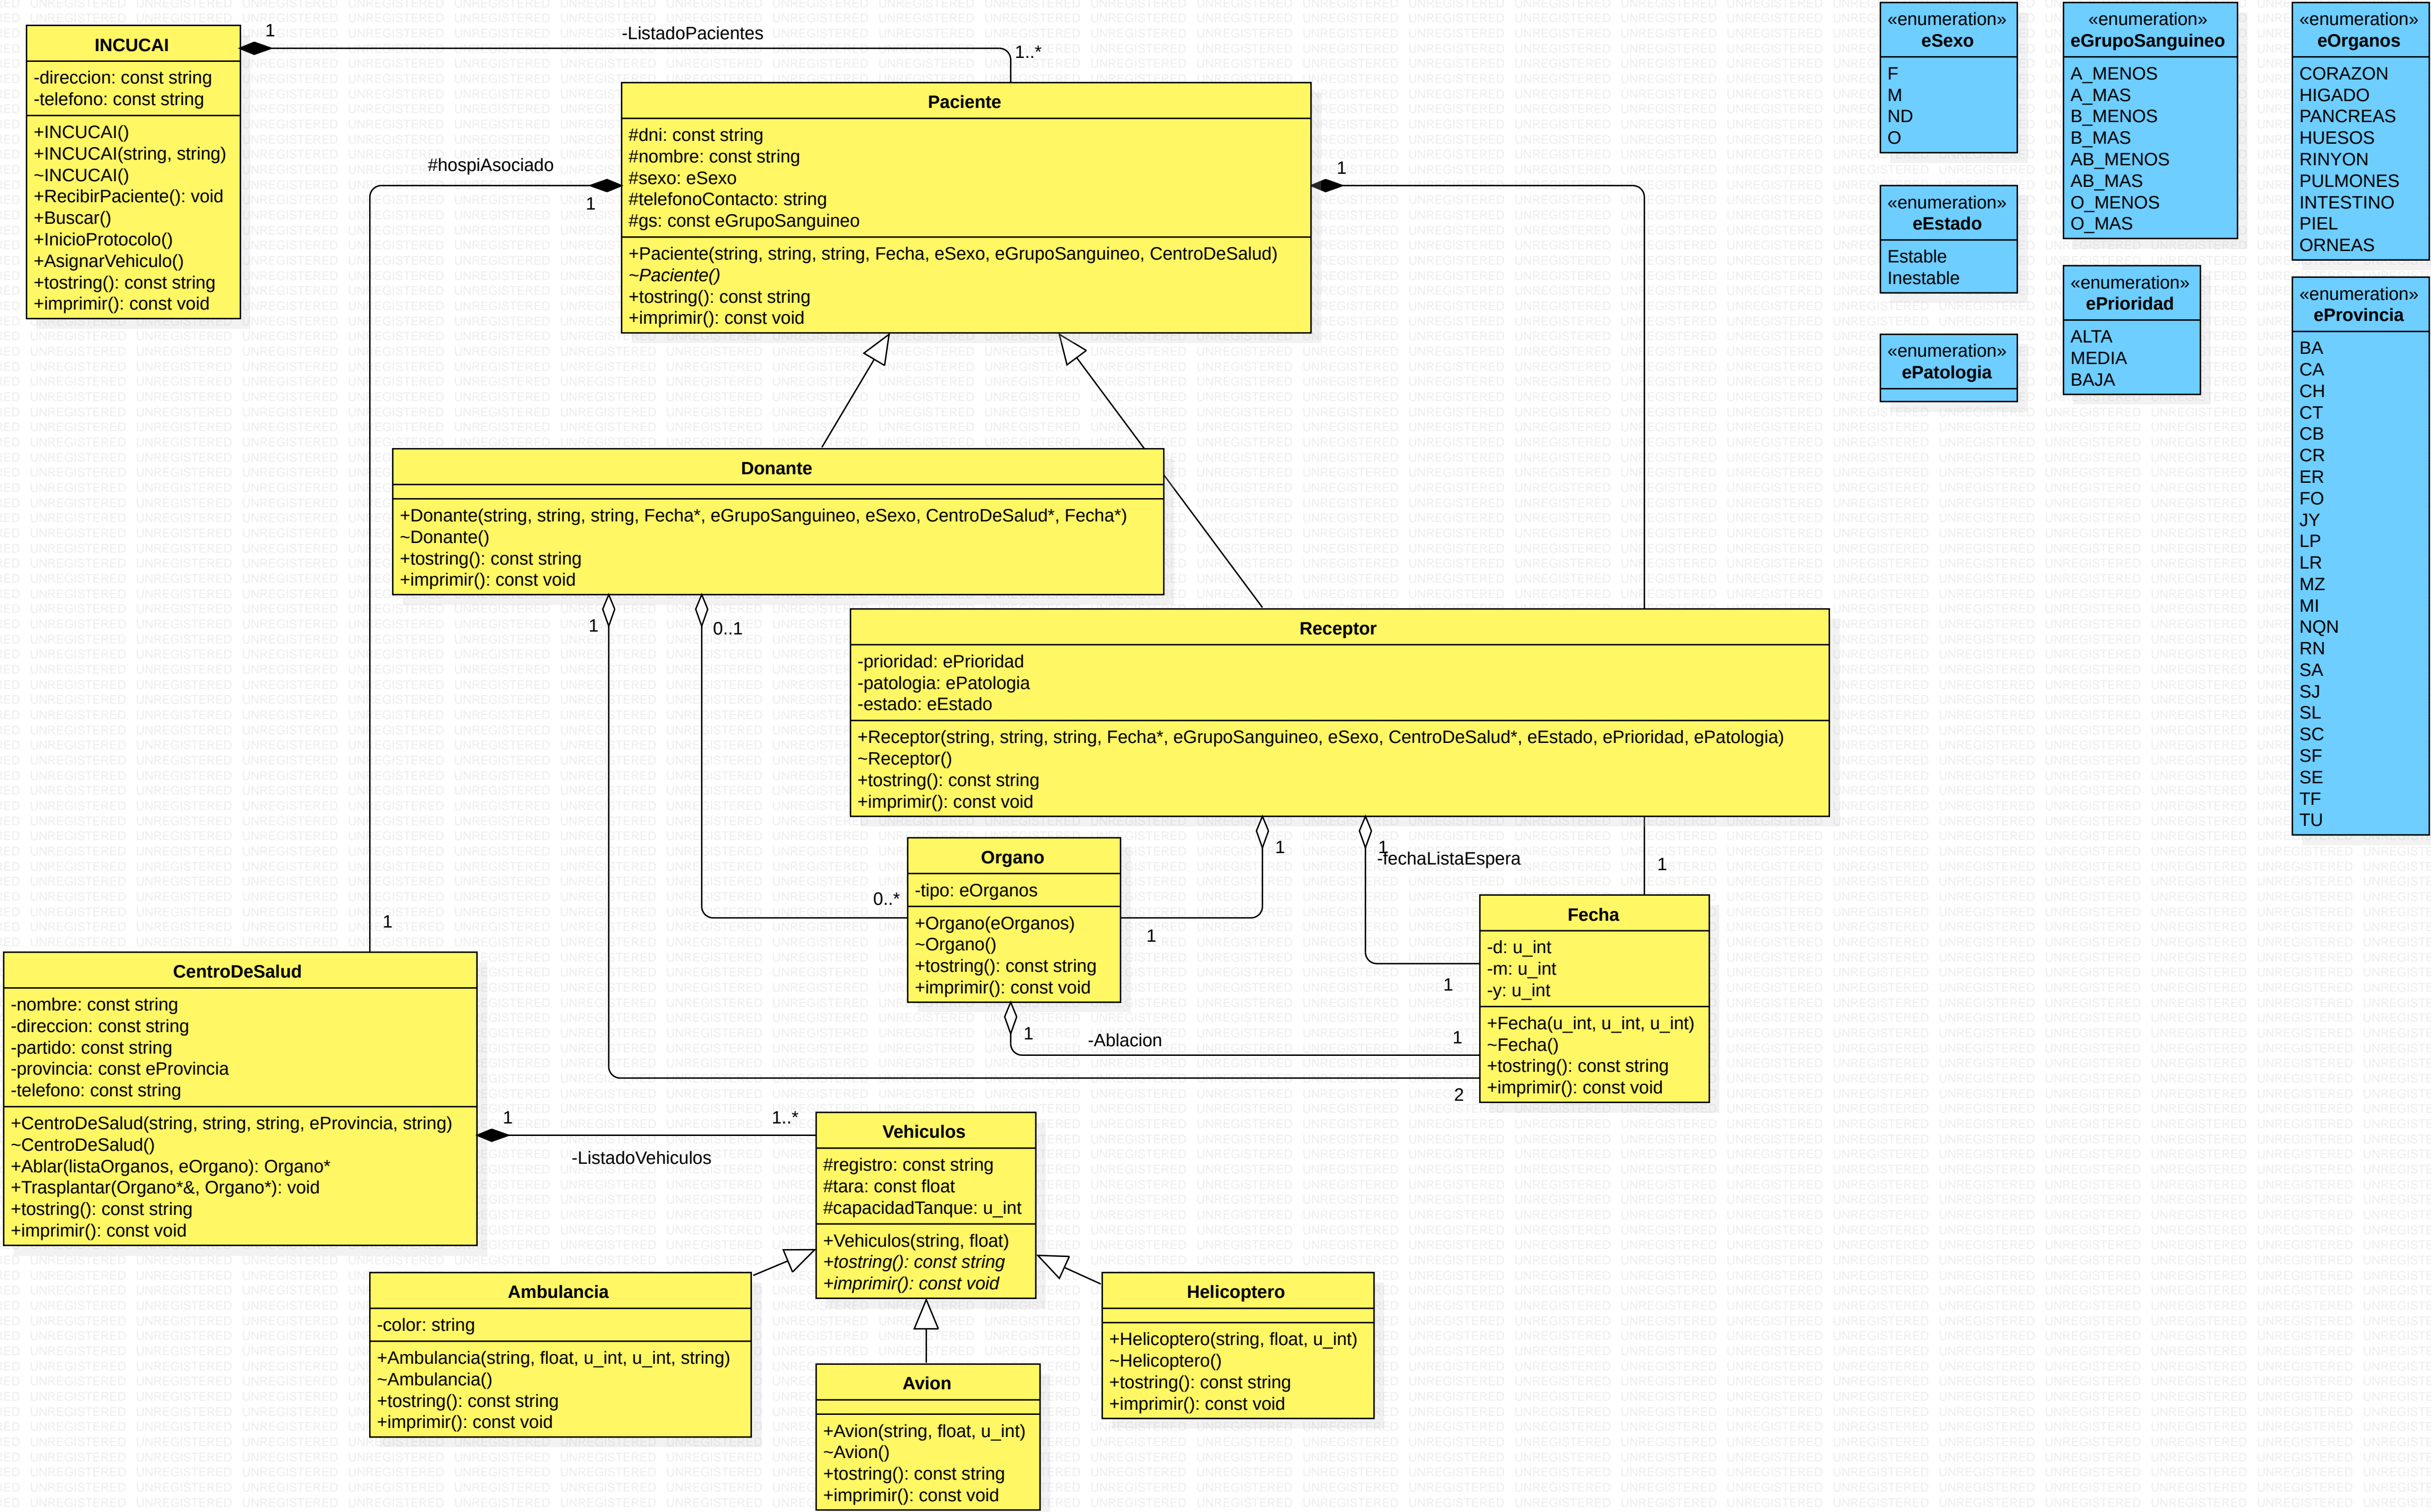 INCUCAI
-direccion: const string
-telefono: const string
+INCUCAI()
+INCUCAI(string, string)
~INCUCAI()
+RecibirPaciente(): void
+Buscar()
+InicioProtocolo()
+AsignarVehiculo()
+tostring(): const string
+imprimir(): const void
1
-ListadoPacientes
1..*
Paciente
#dni: const string
#nombre: const string
#sexo: eSexo
#telefonoContacto: string
#gs: const eGrupoSanguineo
+Paciente(string, string, string, Fecha, eSexo, eGrupoSanguineo, CentroDeSalud)
~Paciente()
+tostring(): const string
+imprimir(): const void
#hospiAsociado
1
1
1
1
Donante
+Donante(string, string, string, Fecha*, eGrupoSanguineo, eSexo, CentroDeSalud*, Fecha*)
~Donante()
+tostring(): const string
+imprimir(): const void
1
0..1
0..*
2
Receptor
-prioridad: ePrioridad
-patologia: ePatologia
-estado: eEstado
+Receptor(string, string, string, Fecha*, eGrupoSanguineo, eSexo, CentroDeSalud*, eEstado, ePrioridad, ePatologia)
~Receptor()
+tostring(): const string
+imprimir(): const void
1
1
1
-fechaListaEspera
1
Organo
-tipo: eOrganos
+Organo(eOrganos)
~Organo()
+tostring(): const string
+imprimir(): const void
1
-Ablacion
1
Fecha
-d: u_int
-m: u_int
-y: u_int
+Fecha(u_int, u_int, u_int)
~Fecha()
+tostring(): const string
+imprimir(): const void
CentroDeSalud
-nombre: const string
-direccion: const string
-partido: const string
-provincia: const eProvincia
-telefono: const string
+CentroDeSalud(string, string, string, eProvincia, string)
~CentroDeSalud()
+Ablar(listaOrganos, eOrgano): Organo*
+Trasplantar(Organo*&, Organo*): void
+tostring(): const string
+imprimir(): const void
1
-ListadoVehiculos
1..*
Vehiculos
#registro: const string
#tara: const float
#capacidadTanque: u_int
+Vehiculos(string, float)
+tostring(): const string
+imprimir(): const void
Ambulancia
-color: string
+Ambulancia(string, float, u_int, u_int, string)
~Ambulancia()
+tostring(): const string
+imprimir(): const void
Avion
+Avion(string, float, u_int)
~Avion()
+tostring(): const string
+imprimir(): const void
Helicoptero
+Helicoptero(string, float, u_int)
~Helicoptero()
+tostring(): const string
+imprimir(): const void
«enumeration»
eSexo
F
M
ND
O
«enumeration»
eEstado
Estable
Inestable
«enumeration»
ePatologia
«enumeration»
eGrupoSanguineo
A_MENOS
A_MAS
B_MENOS
B_MAS
AB_MENOS
AB_MAS
O_MENOS
O_MAS
«enumeration»
ePrioridad
ALTA
MEDIA
BAJA
«enumeration»
eOrganos
CORAZON
HIGADO
PANCREAS
HUESOS
RINYON
PULMONES
INTESTINO
PIEL
ORNEAS
«enumeration»
eProvincia
BA
CA
CH
CT
CB
CR
ER
FO
JY
LP
LR
MZ
MI
NQN
RN
SA
SJ
SL
SC
SF
SE
TF
TU
UNREGISTERED